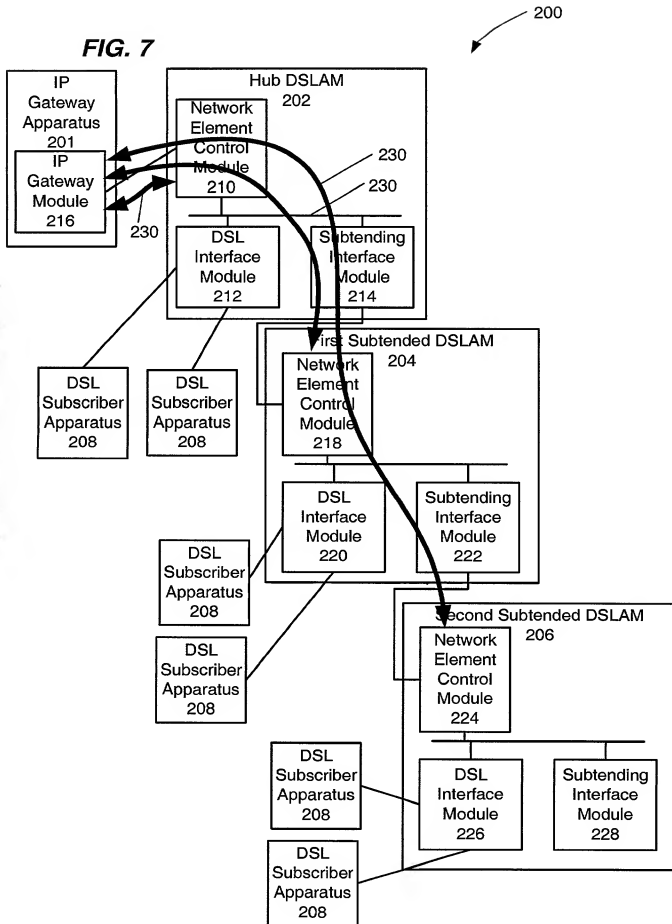 200
FIG. 7
IP
Gateway
Apparatus
201
IP
Gateway
Module
216
Hub DSLAM
202
Network
Element
Control
Module
210
230
230
230
DSL
Interface
Module
212
Subtending
Interface
Module
214
First Subtended DSLAM
204
DSL
Subscriber
Apparatus
208
DSL
Subscriber
Apparatus
208
Network
Element
Control
Module
218
DSL
Interface
Module
220
Subtending
Interface
Module
222
DSL
Subscriber
Apparatus
208
DSL
Subscriber
Apparatus
208
Second Subtended DSLAM
206
Network
Element
Control
Module
224
DSL
Interface
Module
226
Subtending
Interface
Module
228
DSL
Subscriber
Apparatus
208
DSL
Subscriber
Apparatus
208